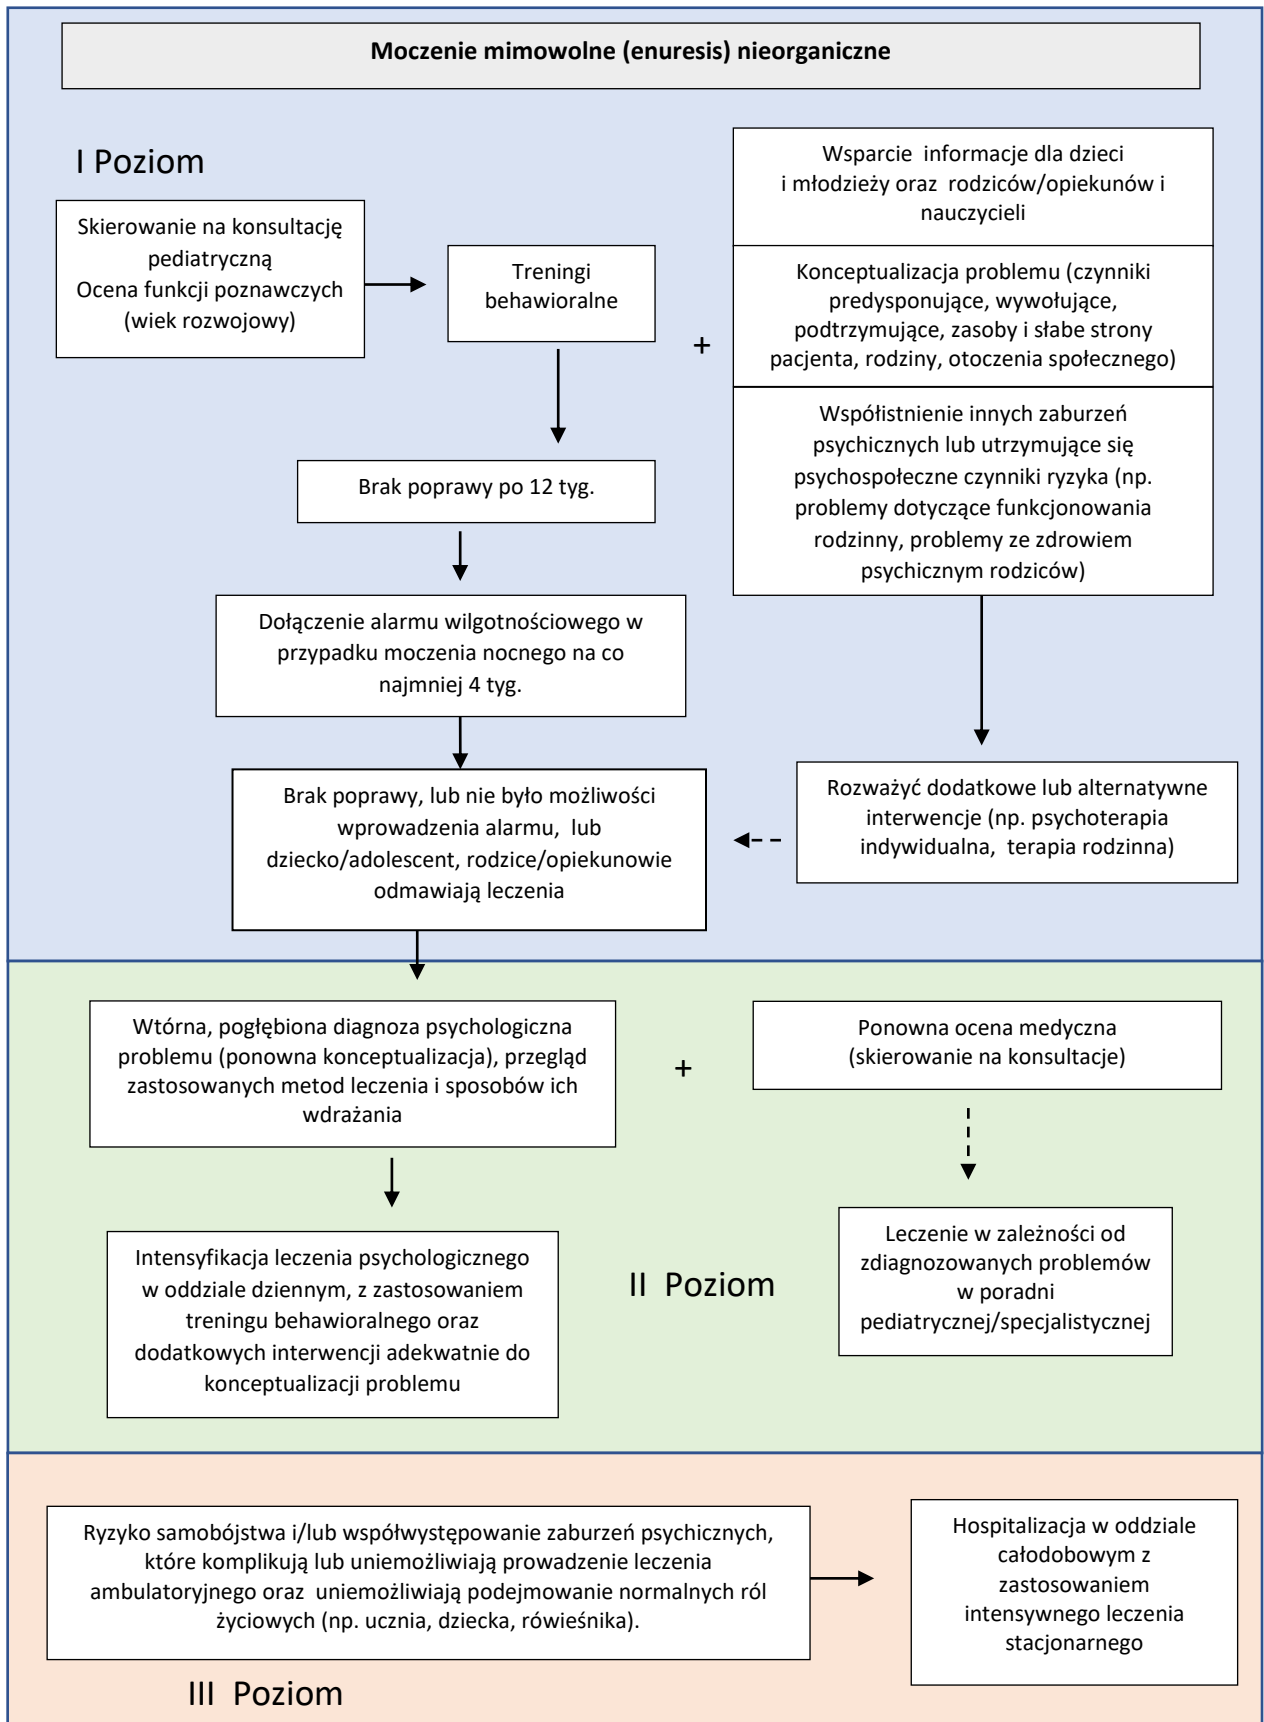 Moczenie mimowolne (enuresis) nieorganiczne
I Poziom
Skierowanie na konsultację
pediatryczną
Ocena funkcji poznawczych
(wiek rozwojowy)
Treningi
behawioralne
+
Wsparcie informacje dla dzieci
i młodzieży oraz rodziców/opiekunów i
nauczycieli
Konceptualizacja problemu (czynniki
predysponujące, wywołujące,
podtrzymujące, zasoby i słabe strony
pacjenta, rodziny, otoczenia społecznego)
Współistnienie innych zaburzeń
psychicznych lub utrzymujące się
psychospołeczne czynniki ryzyka (np.
problemy dotyczące funkcjonowania
rodzinny, problemy ze zdrowiem
psychicznym rodziców)
Brak poprawy po 12 tyg.
Dołączenie alarmu wilgotnościowego w
przypadku moczenia nocnego na co
najmniej 4 tyg.
Brak poprawy, lub nie było możliwości
wprowadzenia alarmu, lub
dziecko/adolescent, rodzice/opiekunowie
odmawiają leczenia
Rozważyć dodatkowe lub alternatywne
interwencje (np. psychoterapia
indywidualna, terapia rodzinna)
Wtórna, pogłębiona diagnoza psychologiczna
problemu (ponowna konceptualizacja), przegląd
zastosowanych metod leczenia i sposobów ich
wdrażania
+
Ponowna ocena medyczna
(skierowanie na konsultacje)
Intensyfikacja leczenia psychologicznego
w oddziale dziennym, z zastosowaniem
treningu behawioralnego oraz
dodatkowych interwencji adekwatnie do
konceptualizacji problemu
II Poziom
Leczenie w zależności od
zdiagnozowanych problemów
w poradni
pediatrycznej/specjalistycznej
Ryzyko samobójstwa i/lub współwystępowanie zaburzeń psychicznych,
które komplikują lub uniemożliwiają prowadzenie leczenia
ambulatoryjnego oraz uniemożliwiają podejmowanie normalnych ról
życiowych (np. ucznia, dziecka, rówieśnika).
Hospitalizacja w oddziale
całodobowym z
zastosowaniem
intensywnego leczenia
stacjonarnego
III Poziom